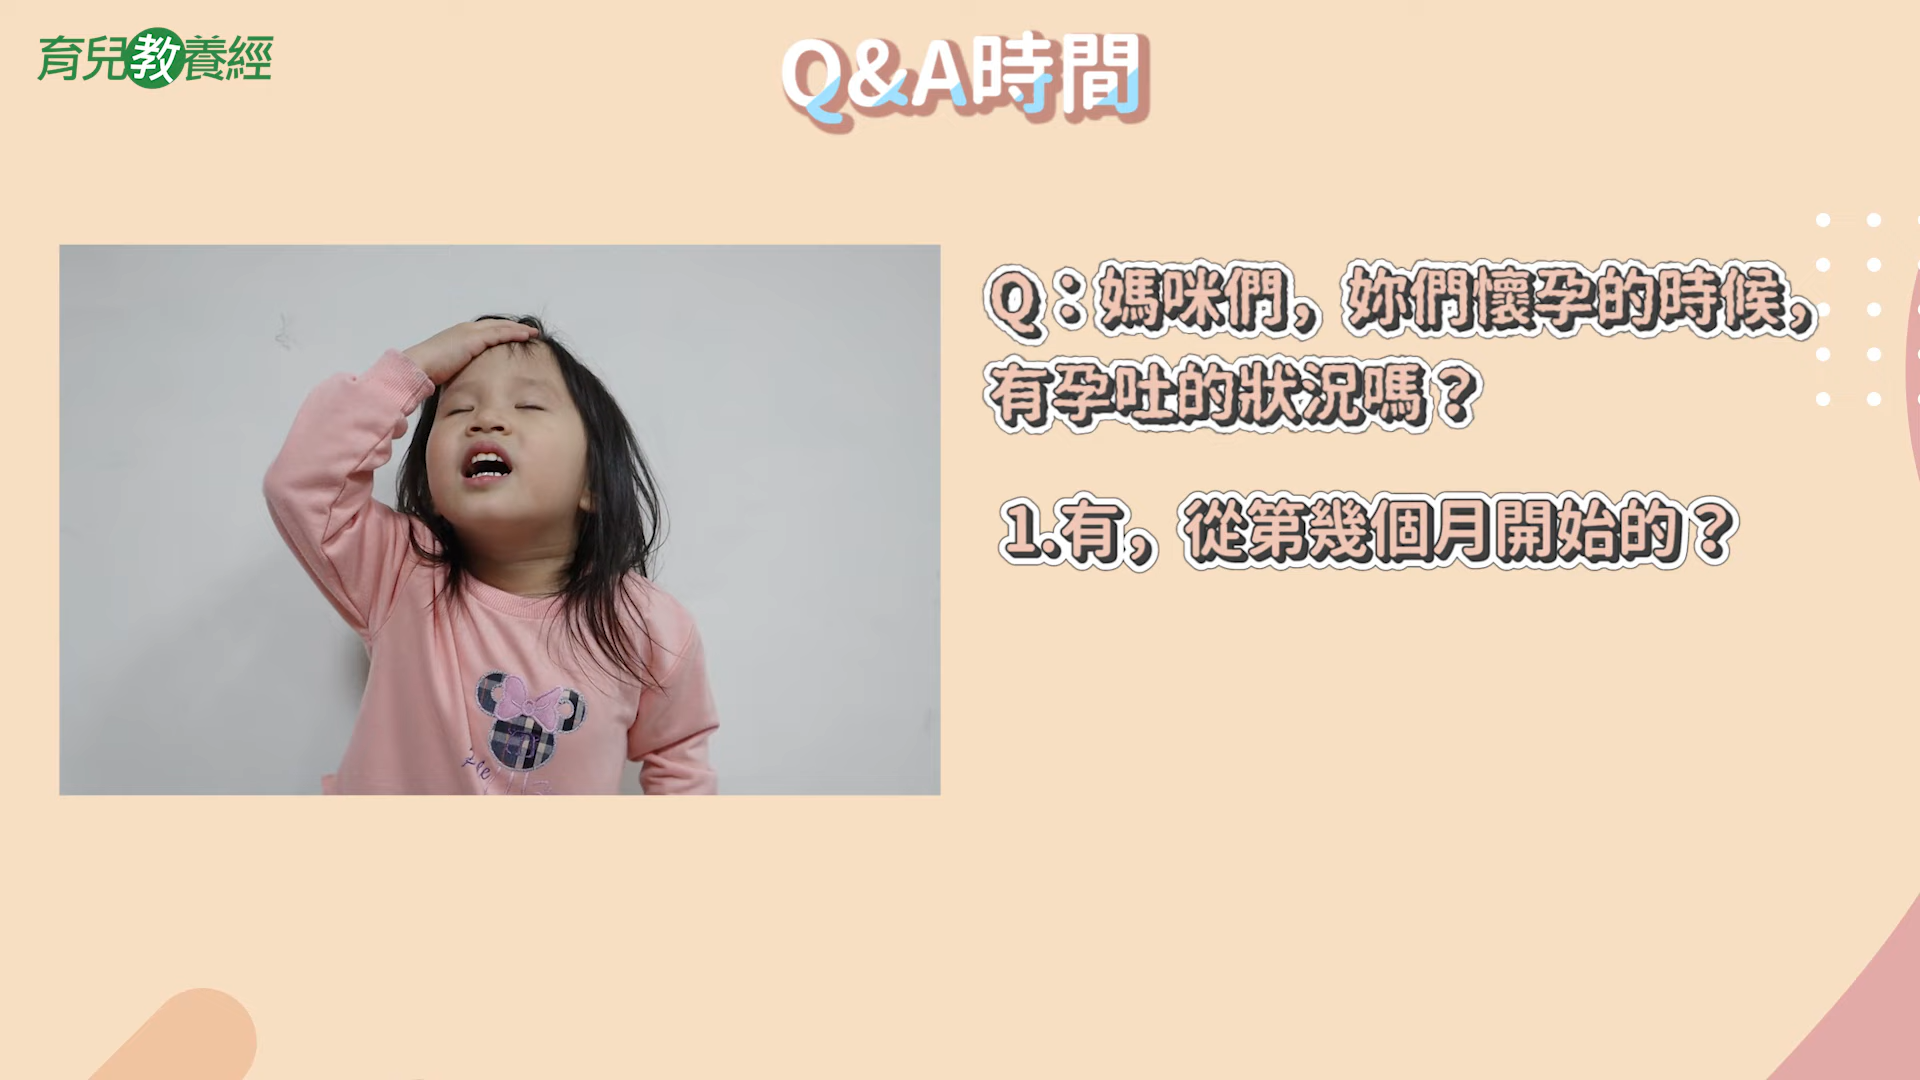 育兒教養經
Q&A時間
Q：媽咪們，妳們懷孕的時候，
有孕吐的狀況嗎？
1.有，從第幾個月開始的？